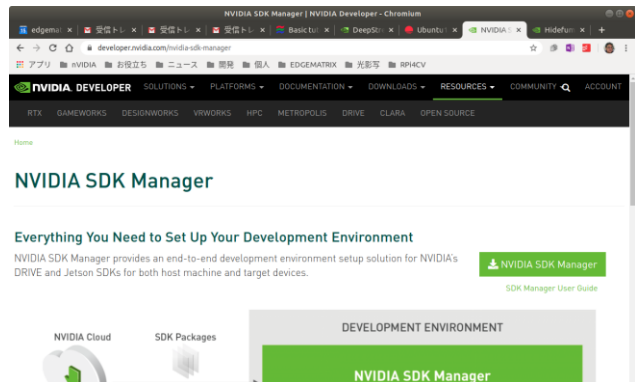 NVIDIA SDK Manager | NVIDIA Developer - Chromium
edgema 受信トレ 受信トレ 受信トレ Basic tut DeepStr Ubuntu NVIDIA S Hidefum
developer.nvidia.com/nvidia-sdk-manager
アプリ nVIDIA お役立ち ニュース 開発 個人 EDGEMATRIX 光影写 RPI4CV
NVIDIA DEVELOPER SOLUTIONS PLATFORMS DOCUMENTATION DOWNLOADS RESOURCES COMMUNITY ACCOUNT
RTX GAMEWORKS DESIGNWORKS VRWORKS HPC METROPOLIS DRIVE CLARA OPEN SOURCE
Home
NVIDIA SDK Manager
Everything You Need to Set Up Your Development Environment
NVIDIA SDK Manager provides an end-to-end development environment setup solution for NVIDIA's
DRIVE and Jetson SDKs for both host machine and target devices.
NVIDIA SDK Manager
SDK Manager User Guide
DEVELOPMENT ENVIRONMENT
NVIDIA Cloud SDK Packages
NVIDIA SDK Manager